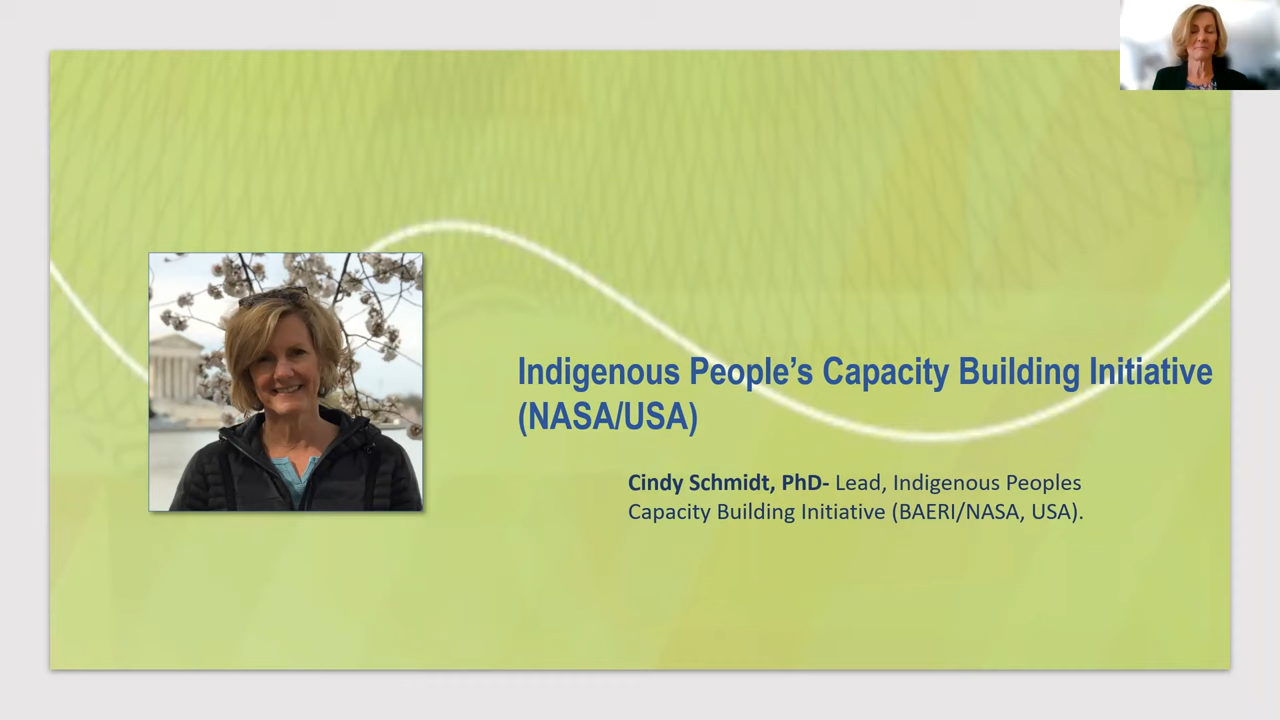 Indigenous People’s Capacity Building Initiative
(NASA/USA)
Cindy Schmidt, PhD- Lead, Indigenous Peoples
Capacity Building Initiative (BAERI/NASA, USA).